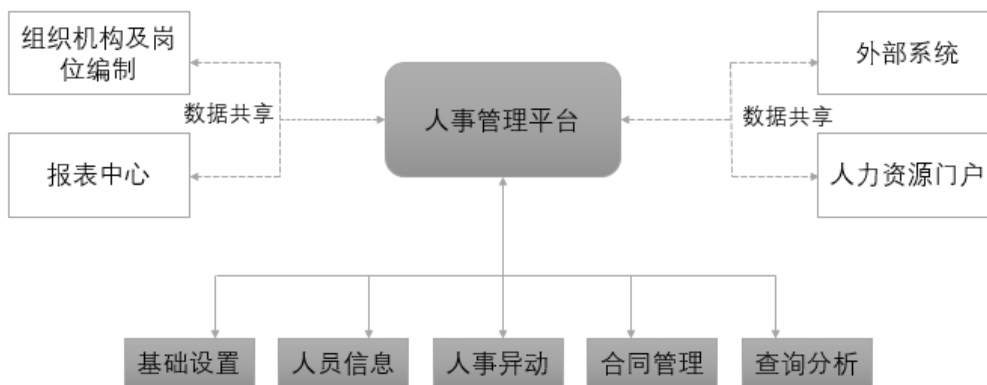 组织机构及岗
位编制
外部系统
数据共享
人事管理平台
数据共享
报表中心
人力资源门户
基础设置
人员信息
人事异动
合同管理
查询分析